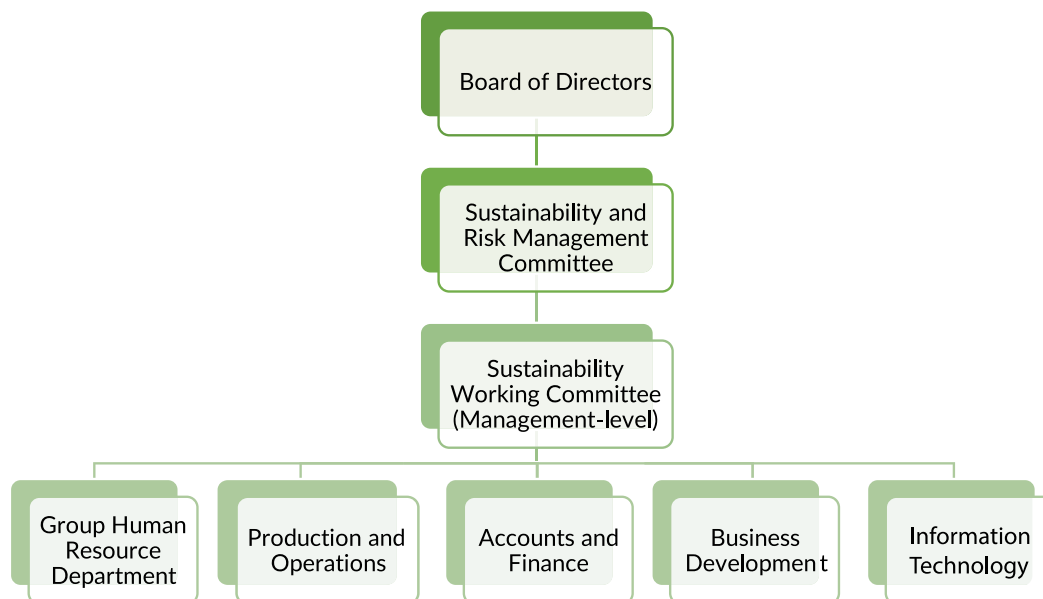 Board of Directors
Sustainability and
Risk Management
Committee
Sustainability
Working Committee
(Management-level)
Group Human
Resource
Department
Production and
Operations
Accounts and
Finance
Business
Development
Information
Technology